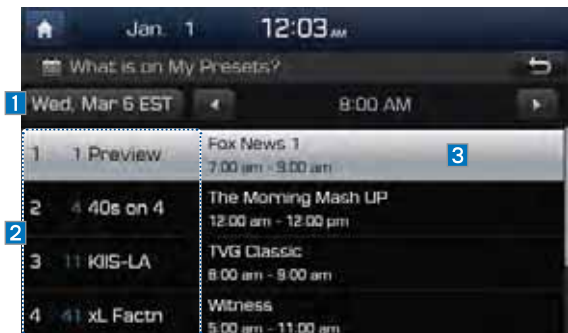 Jan. 1 12:03 AM
What is on My Presets?
1 Wed, Mar 6 EST 8:00 AM
1 1 Preview Fox News 1 3
7:00 am - 9:00 am
2 4 40s on 4 The Morning Mash UP
12:00 am - 12:00 pm
2
3 11 KIIS-LA TVG Classic
8:00 am - 9:00 am
4 41 xL Factn Witness
5:00 am - 11:00 am